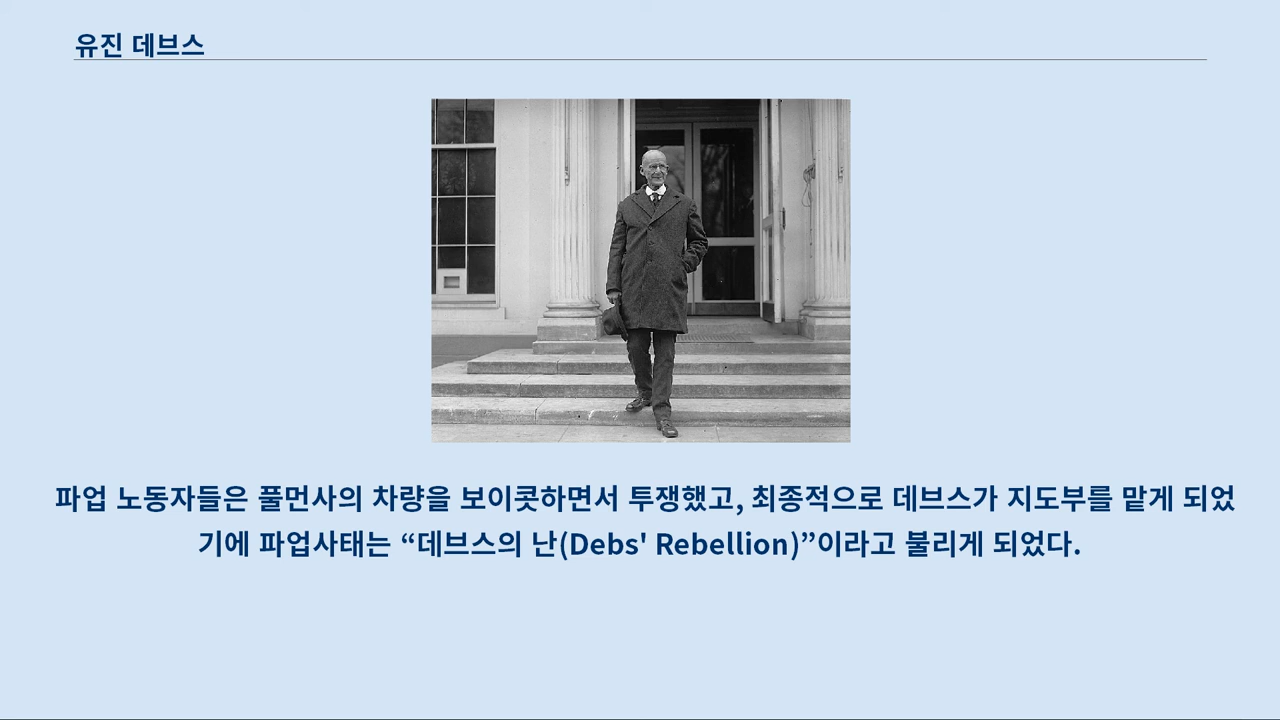 유진 데브스
파업 노동자들은 풀먼사의 차량을 보이콧하면서 투쟁했고, 최종적으로 데브스가 지도부를 맡게 되었
기에 파업사태는 “데브스의 난(Debs' Rebellion)”이라고 불리게 되었다.